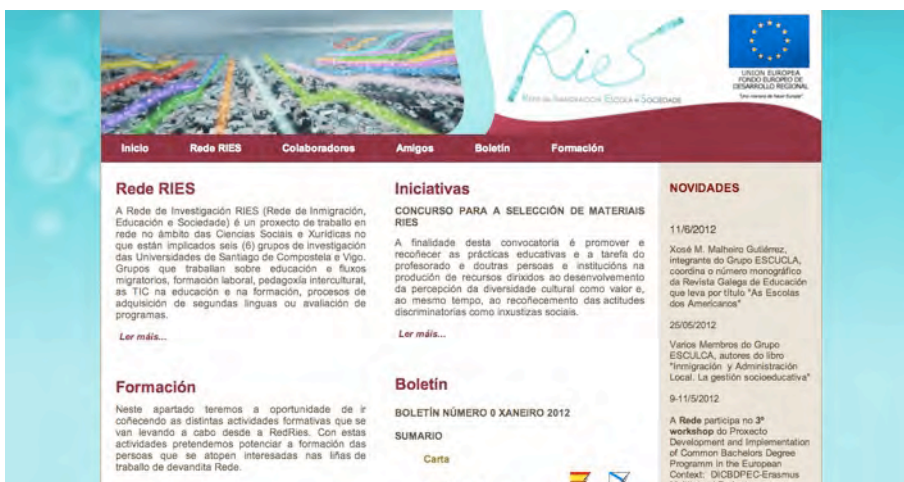 RieS
REDE DE INMIGRACIÓN, ESCOLA E SOCIEDADE
UNION EUROPEA
FONDO EUROPEO DE
DESARROLLO REGIONAL
"Una manera de hacer Europa"
Inicio Rede RIES Colaboradores Amigos Boletín Formación
Rede RIES
A Rede de Investigación RIES (Rede de Inmigración,
Educación e Sociedade) é un proxecto de traballo en
rede no ámbito das Ciencias Sociais e Xurídicas no
que están implicados seis (6) grupos de investigación
das Universidades de Santiago de Compostela e Vigo.
Grupos que traballan sobre educación e fluxos
migratorios, formación laboral, pedagoxía intercultural,
as TIC na educación e na formación, procesos de
adquisición de segundas linguas ou avaliación de
programas.
Ler máis...
Formación
Neste apartado teremos a oportunidade de ir
coñecendo as distintas actividades formativas que se
van levando a cabo desde a RedRies. Con estas
actividades pretendemos potenciar a formación das
persoas que se atopen interesadas nas liñas de
traballo de devandita Rede.
Iniciativas
CONCURSO PARA A SELECCIÓN DE MATERIAIS
RIES
A finalidade desta convocatoria é promover e
recoñecer as prácticas educativas e a tarefa do
profesorado e doutras persoas e institucións na
produción de recursos dirixidos ao desenvolvemento
da percepción da diversidade cultural como valor e,
ao mesmo tempo, ao recoñecemento das actitudes
discriminatorias como inxustizas sociais.
Ler máis...
Boletín
BOLETÍN NÚMERO 0 XANEIRO 2012
SUMARIO
Carta
NOVIDADES
11/6/2012
Xosé M. Malheiro Gutiérrez,
integrante do Grupo ESCUCLA,
coordina o número monográfico
da Revista Galega de Educación
que leva por título "As Escolas
dos Americanos"
25/05/2012
Varios Membros do Grupo
ESCULCA, autores do libro
"Inmigración y Administración
Local. La gestión socioeducativa"
9-11/5/2012
A Rede participa no 3º
workshop do Proxecto
Development and Implementation
of Common Bachelors Degree
Programm in the European
Context: DICBDPEC-Erasmus